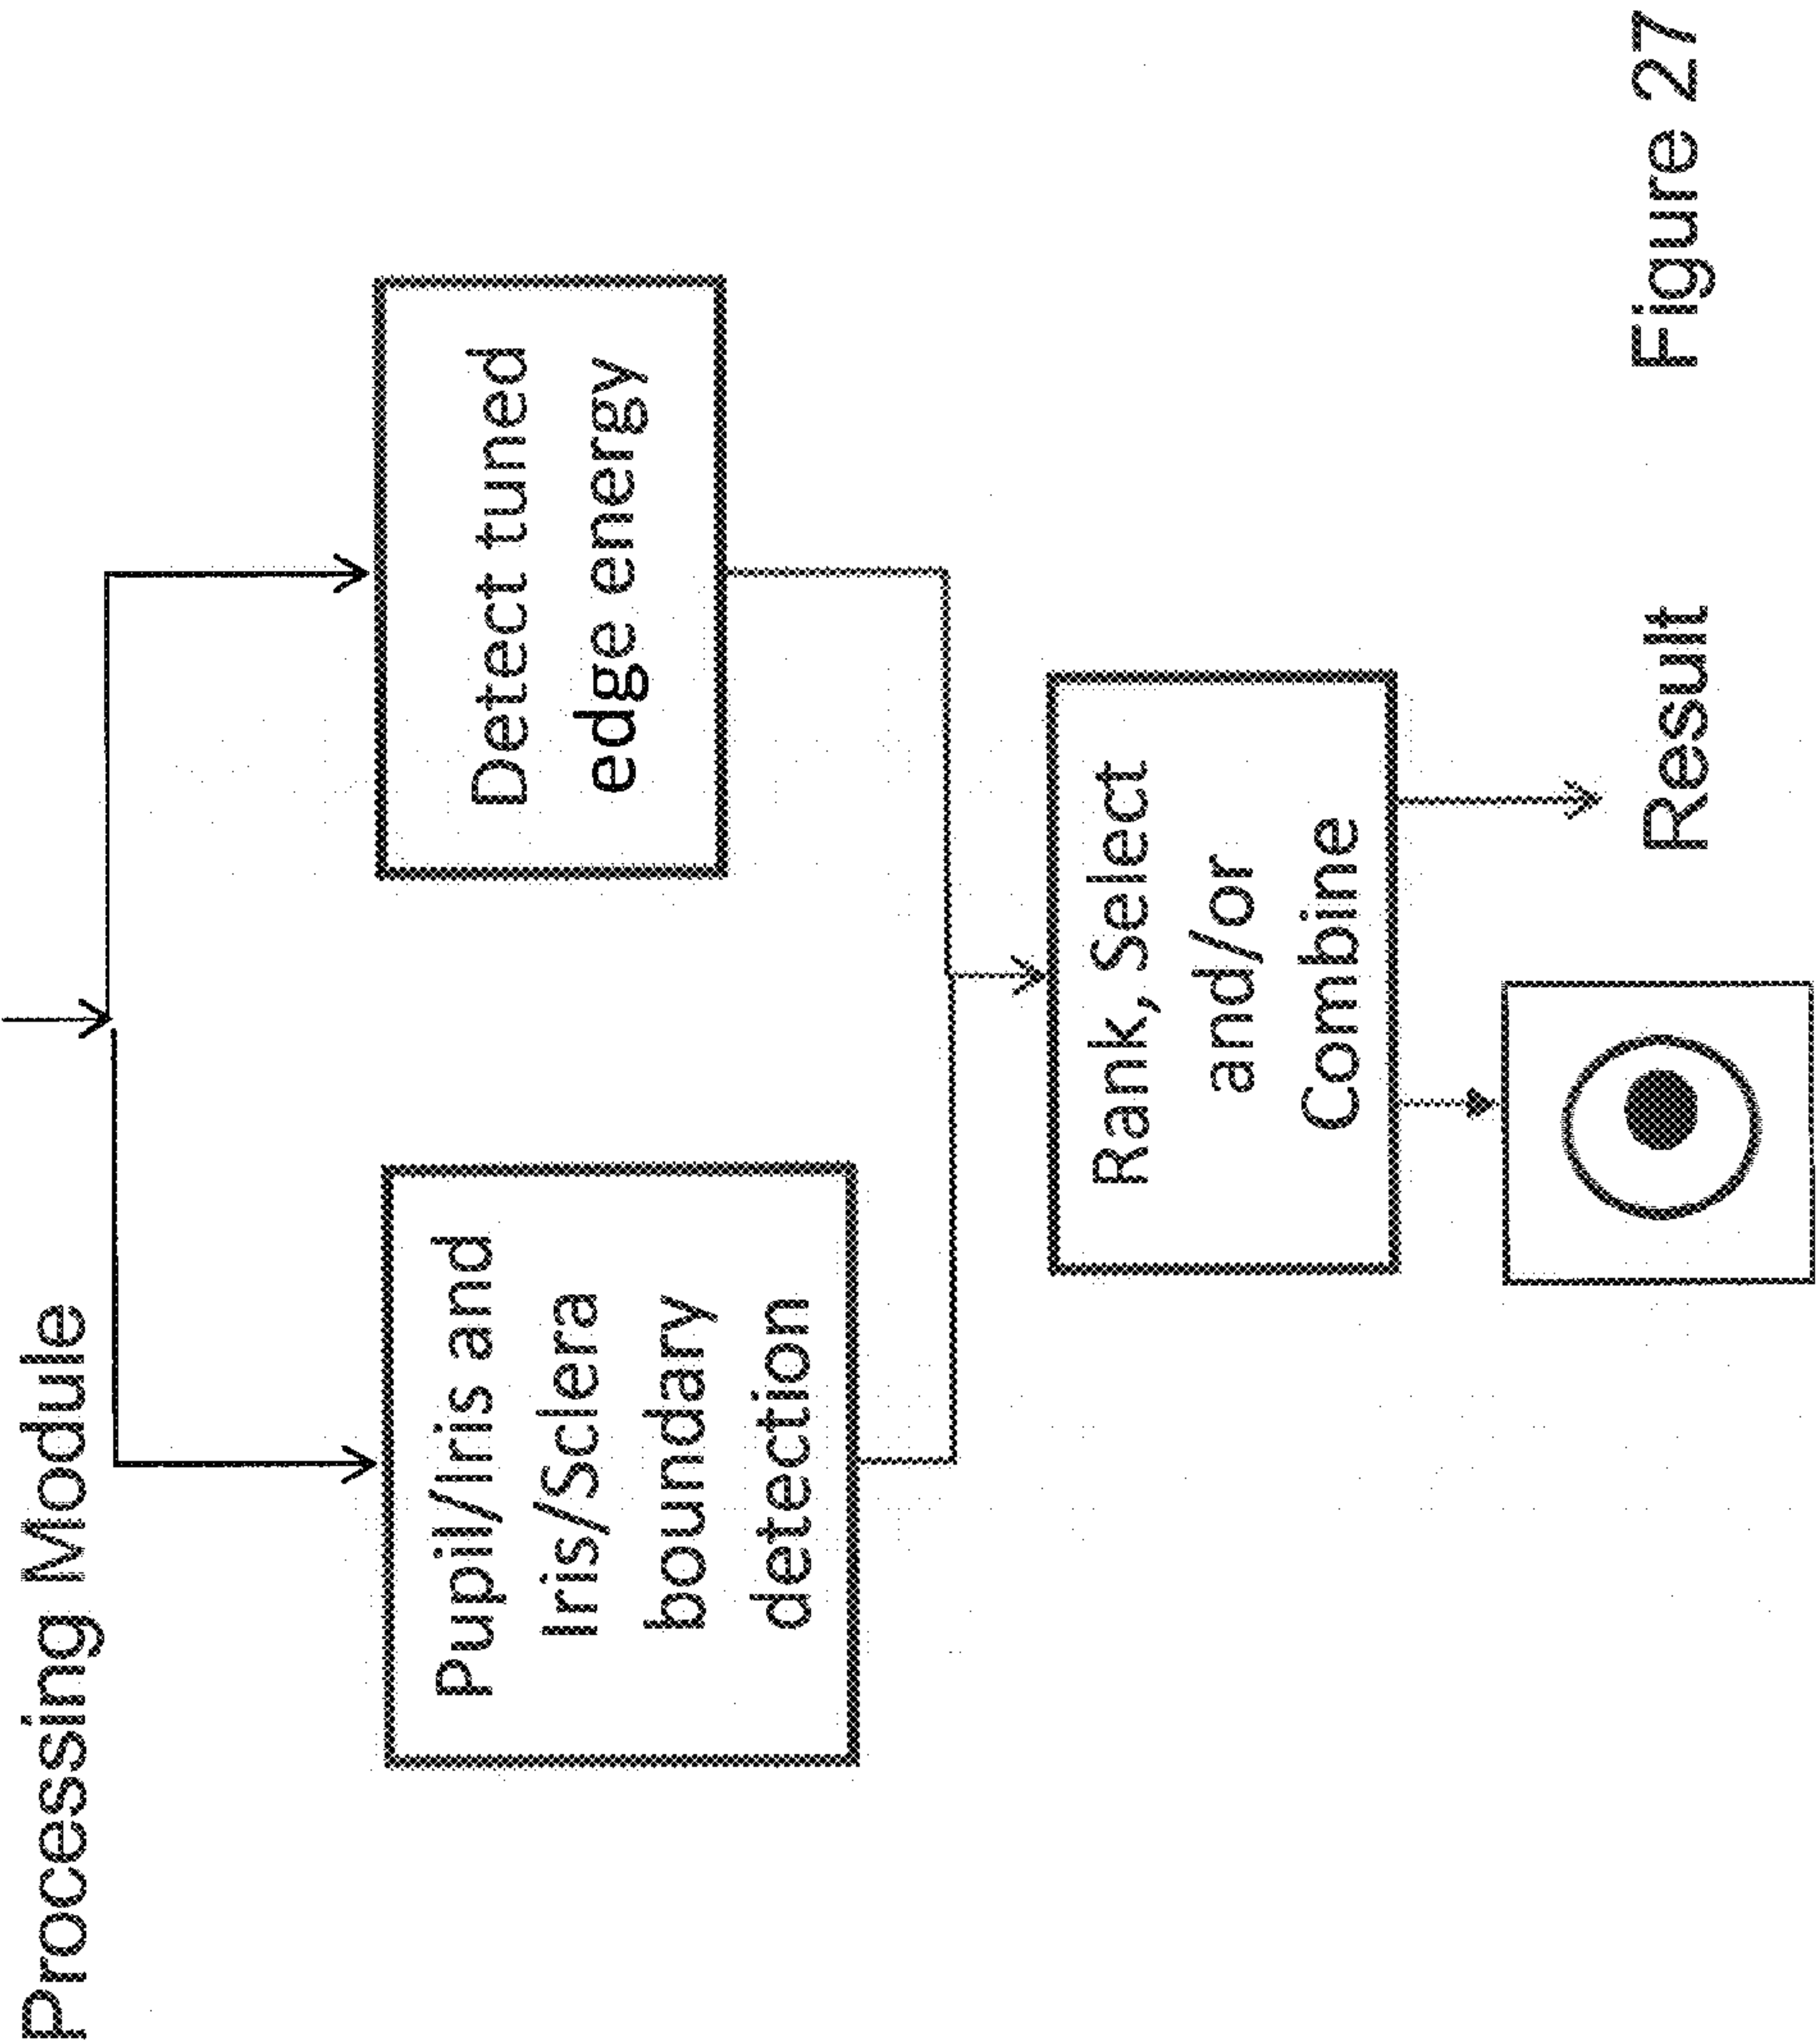 Processing Module
Pupil/Iris and
Iris/Sclera
boundary
detection
Detect tuned
edge energy
Rank, Select
and/or
Combine
Result
Figure 27